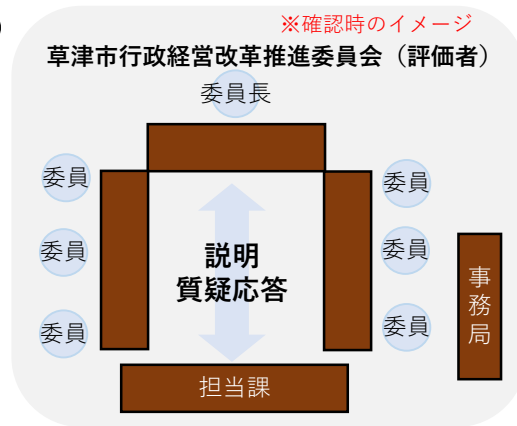 ※確認時のイメージ
草津市行政経営改革推進委員会（評価者）
委員長
委員
委員
委員
委員
委員
委員
説明
質疑応答
事務局
担当課